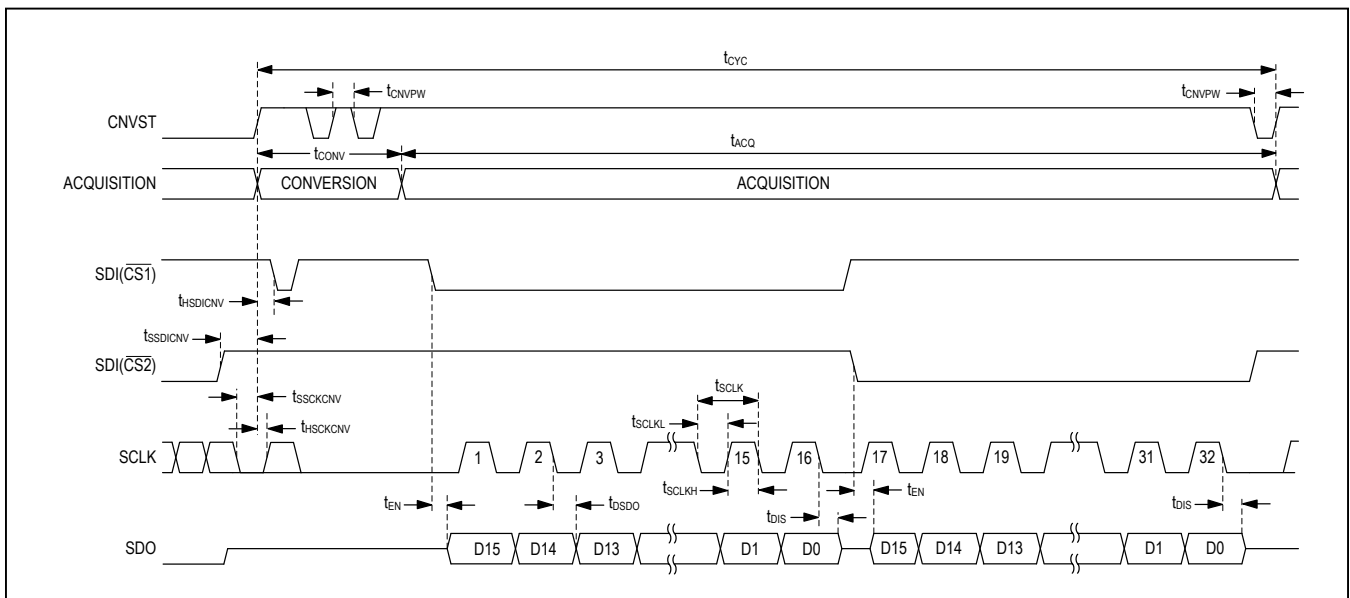 tCYC
tCNVPW
tCNVPW
CNVST
tCONV
tACQ
ACQUISITION
CONVERSION
ACQUISITION
SDI(CS1)
tHSDICNV
tSSDICNV
SDI(CS2)
tSSCKCNV
tSCLK
tHSCKCNV
tSCLKL
SCLK
1 2 3 15 16 17 18 19 31 32
tEN
tDSDO
tSCLKH
tDIS
tEN
tDIS
SDO
D15 D14 D13 D1 D0 D15 D14 D13 D1 D0